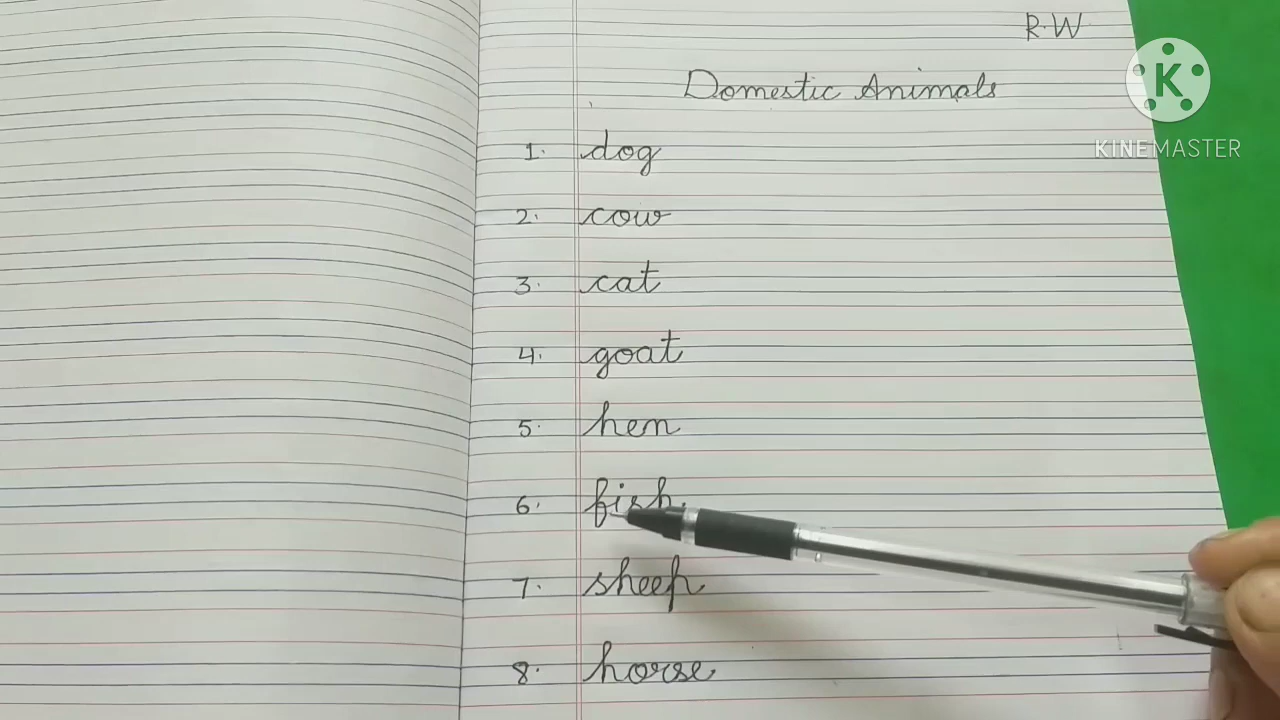 R.W
Domestic Animals
1. dog
2. cow
3. cat
4. goat
5. hen
6. fish
7. sheep
8. horse
K
KINEMASTER